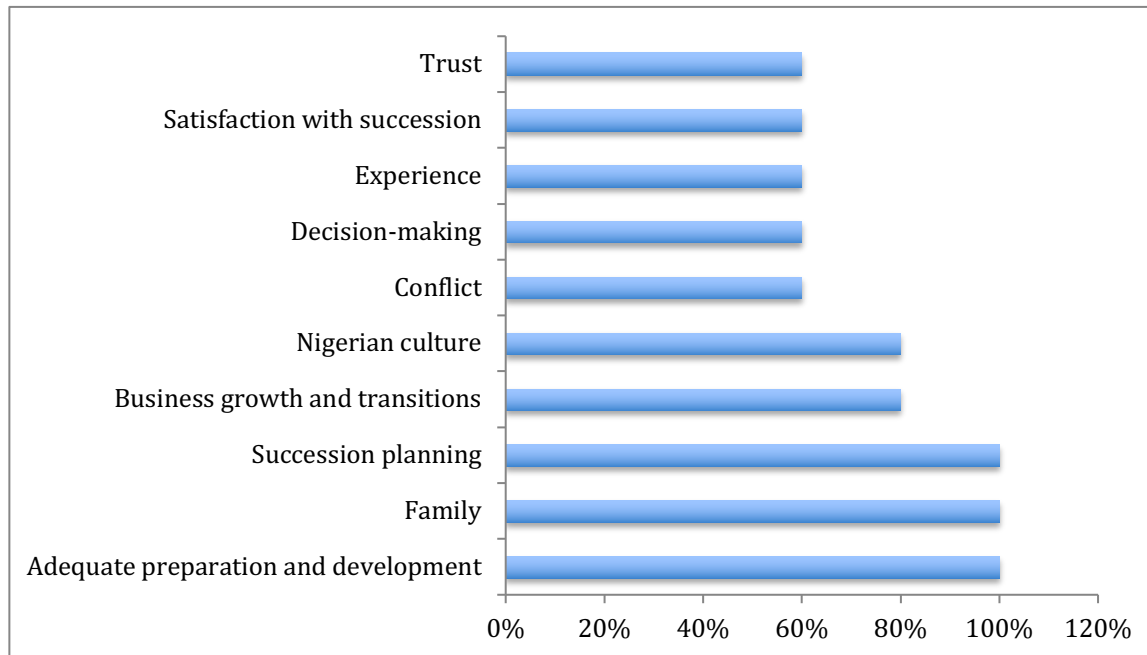 Trust
Satisfaction with succession
Experience
Decision-making
Conflict
Nigerian culture
Business growth and transitions
Succession planning
Family
Adequate preparation and development
0% 20% 40% 60% 80% 100% 120%